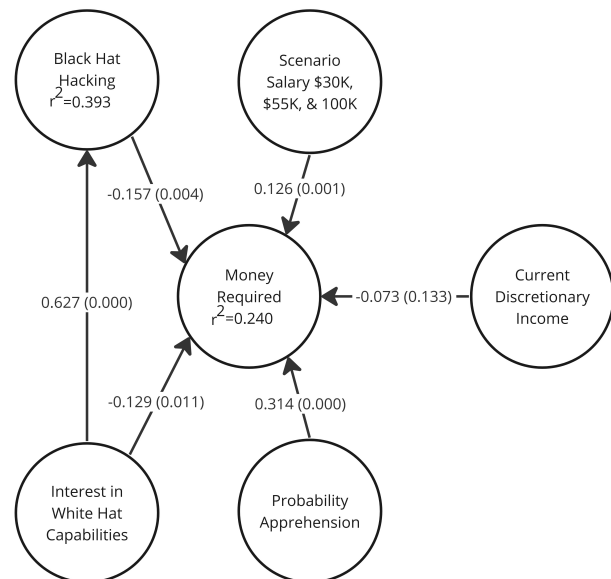 Black Hat
Hacking
r²=0.393
Scenario
Salary $30K,
$55K, & 100K
-0.157 (0.004)
0.126 (0.001)
Money
Required
r²=0.240
Current
Discretionary
Income
-0.073 (0.133)
0.627 (0.000)
-0.129 (0.011)
0.314 (0.000)
Interest in
White Hat
Capabilities
Probability
Apprehension